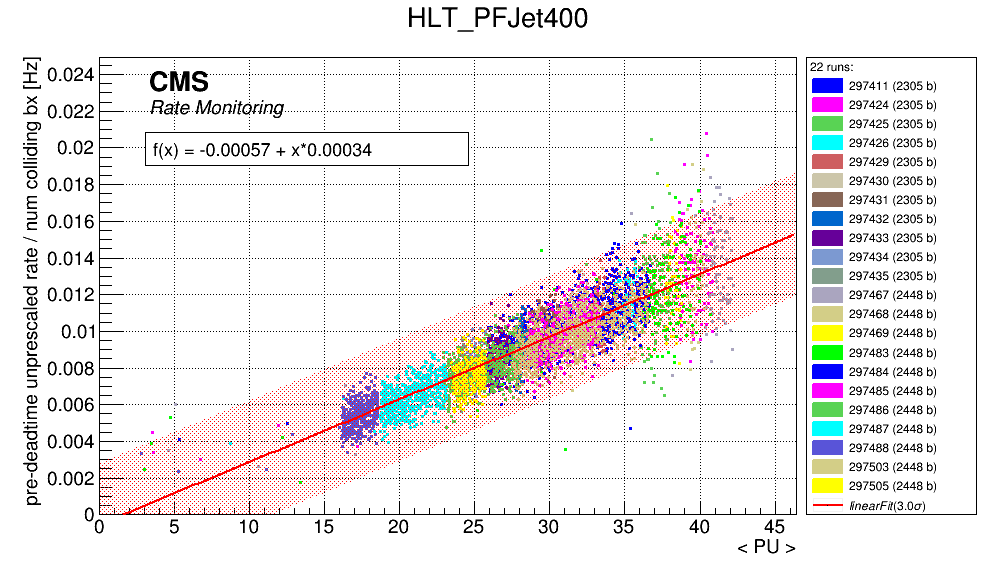 HLT_PFJet400
pre-deadtime unprescaled rate / num colliding bx [Hz]
0.024
0.022
0.02
0.018
0.016
0.014
0.012
0.01
0.008
0.006
0.004
0.002
0
CMS
Rate Monitoring
f(x) = -0.00057 + x*0.00034
0 5 10 15 20 25 30 35 40 45
< PU >
22 runs:
297411 (2305 b)
297424 (2305 b)
297425 (2305 b)
297426 (2305 b)
297429 (2305 b)
297430 (2305 b)
297431 (2305 b)
297432 (2305 b)
297433 (2305 b)
297434 (2305 b)
297435 (2305 b)
297467 (2448 b)
297468 (2448 b)
297469 (2448 b)
297483 (2448 b)
297484 (2448 b)
297485 (2448 b)
297486 (2448 b)
297487 (2448 b)
297488 (2448 b)
297503 (2448 b)
297505 (2448 b)
linearFit(3.0σ)